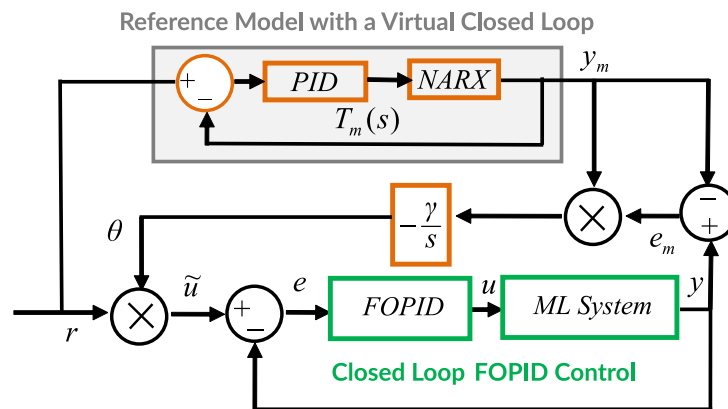 Reference Model with a Virtual Closed Loop
+
−
PID
NARX
y_m
T_m(s)
−
+
×
−γ/s
θ
e_m
×
ũ
+
−
e
FOPID
u
ML System
y
r
Closed Loop FOPID Control